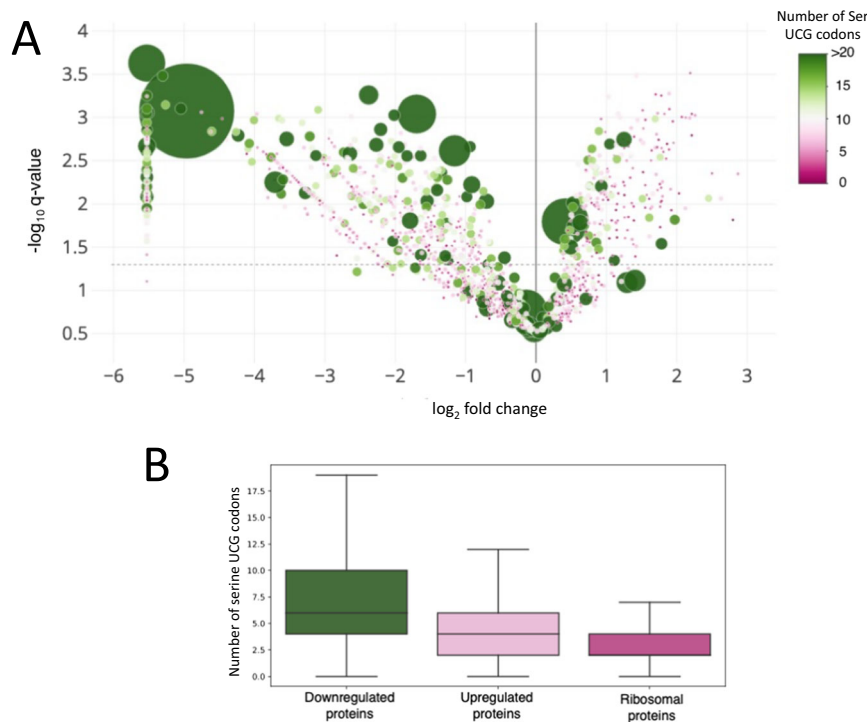 A
Number of Ser
UCG codons
>20
15
10
5
0
4
3.5
3
2.5
2
1.5
1
0.5
-log10 q-value
−6 −5 −4 −3 −2 −1 0 1 2 3
log2 fold change
B
Number of serine UCG codons
17.5
15.0
12.5
10.0
7.5
5.0
2.5
0.0
Downregulated Upregulated Ribosomal
proteins proteins proteins